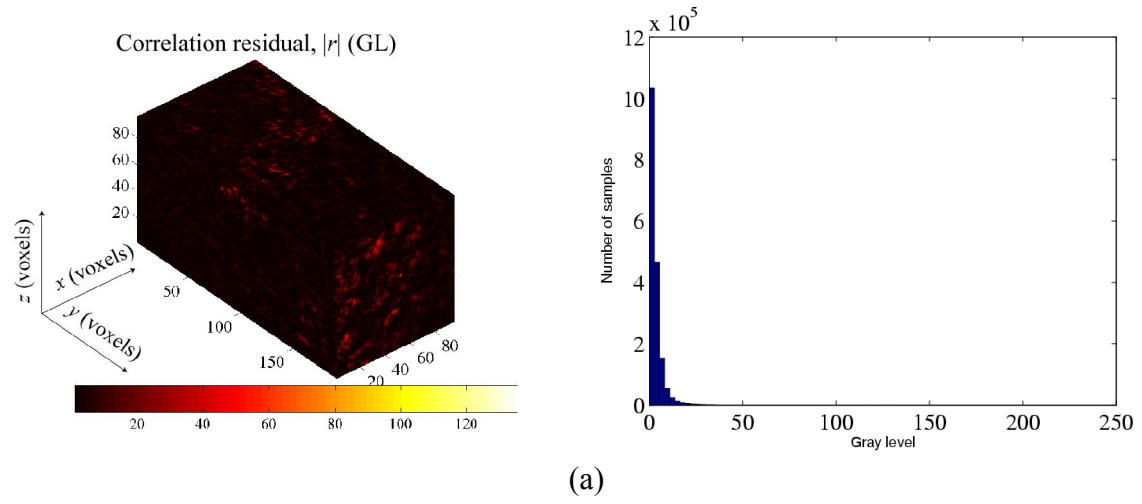 Correlation residual, |r| (GL)
80
60
40
20
z (voxels)
x (voxels)
y (voxels)
50
100
150
20
40
60
80
20 40 60 80 100 120
x 10^5
12
10
8
6
4
2
0
Number of samples
0 50 100 150 200 250
Gray level
(a)